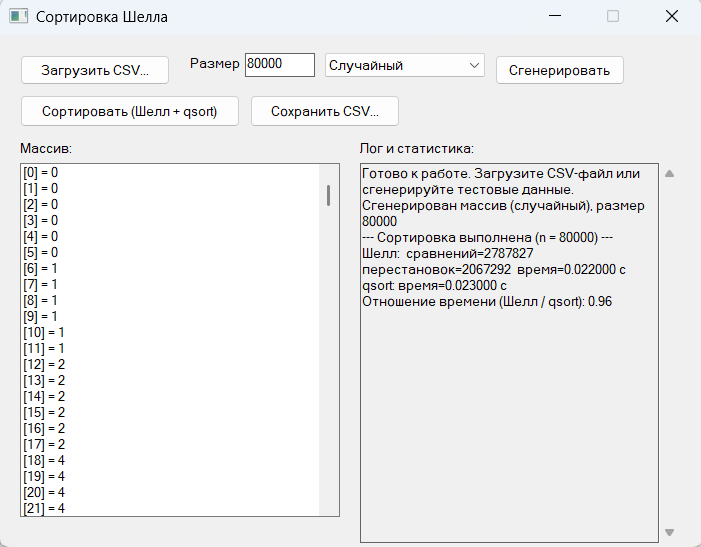 Сортировка Шелла
Загрузить CSV...
Размер
80000
Случайный
Сгенерировать
Сортировать (Шелл + qsort)
Сохранить CSV...
Массив:
[0] = 0
[1] = 0
[2] = 0
[3] = 0
[4] = 0
[5] = 0
[6] = 1
[7] = 1
[8] = 1
[9] = 1
[10] = 1
[11] = 1
[12] = 2
[13] = 2
[14] = 2
[15] = 2
[16] = 2
[17] = 2
[18] = 4
[19] = 4
[20] = 4
[21] = 4
Лог и статистика:
Готово к работе. Загрузите CSV-файл или
сгенерируйте тестовые данные.
Сгенерирован массив (случайный), размер
80000
--- Сортировка выполнена (n = 80000) ---
Шелл:  сравнений=2787827
перестановок=2067292  время=0.022000 с
qsort: время=0.023000 с
Отношение времени (Шелл / qsort): 0.96